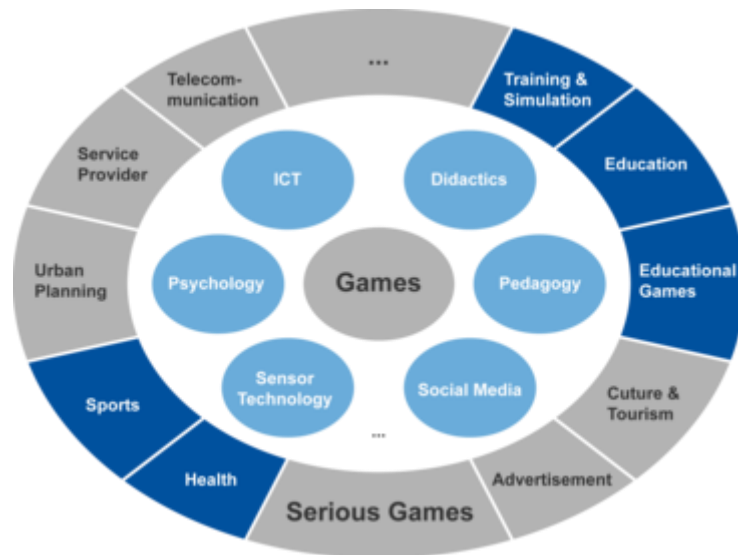 ...
Telecom-
munication
Training &
Simulation
Service
Provider
ICT
Didactics
Education
Urban
Planning
Psychology
Games
Pedagogy
Educational
Games
Sports
Sensor
Technology
Social Media
Cuture &
Tourism
...
Health
Serious Games
Advertisement